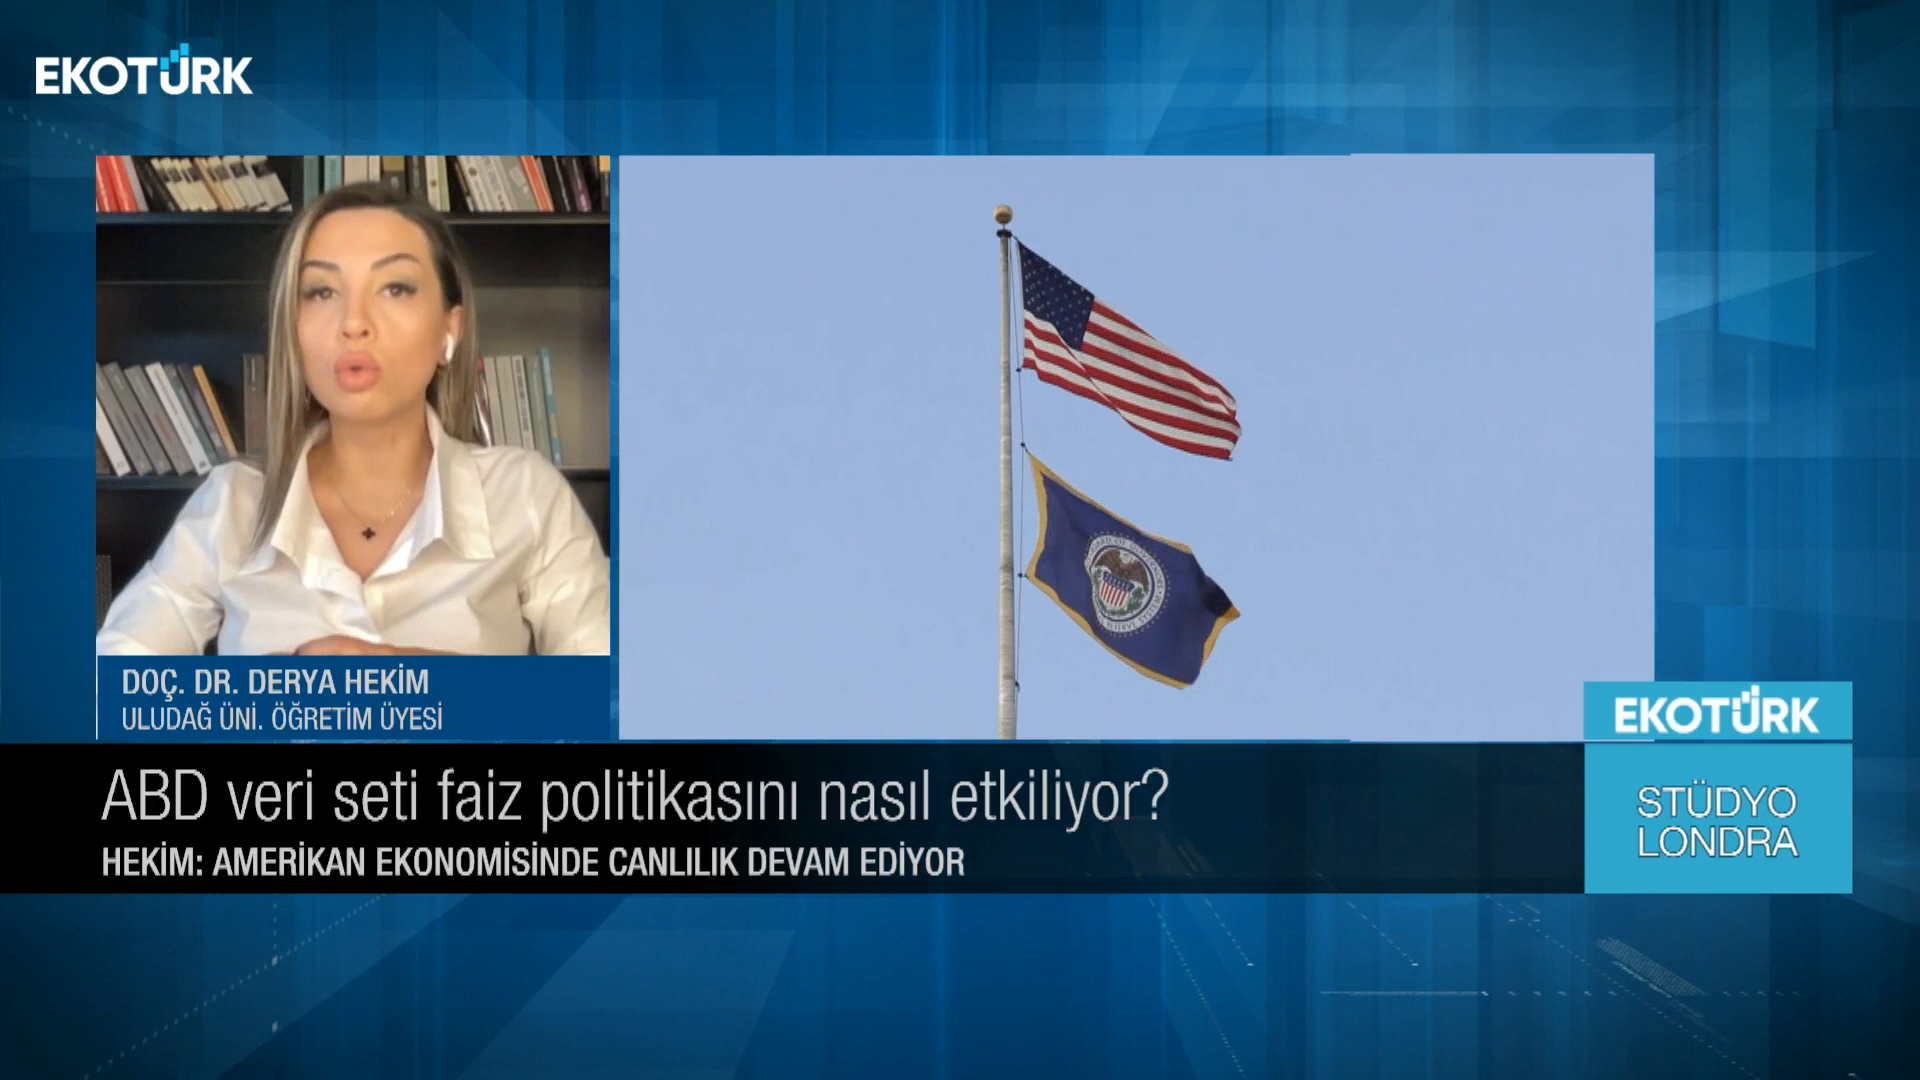 EKOTÜRK
DOÇ. DR. DERYA HEKİM
ULUDAĞ ÜNİ. ÖĞRETİM ÜYESİ
EKOTÜRK
ABD veri seti faiz politikasını nasıl etkiliyor?
HEKİM: AMERİKAN EKONOMİSİNDE CANLILIK DEVAM EDİYOR
STÜDYO
LONDRA